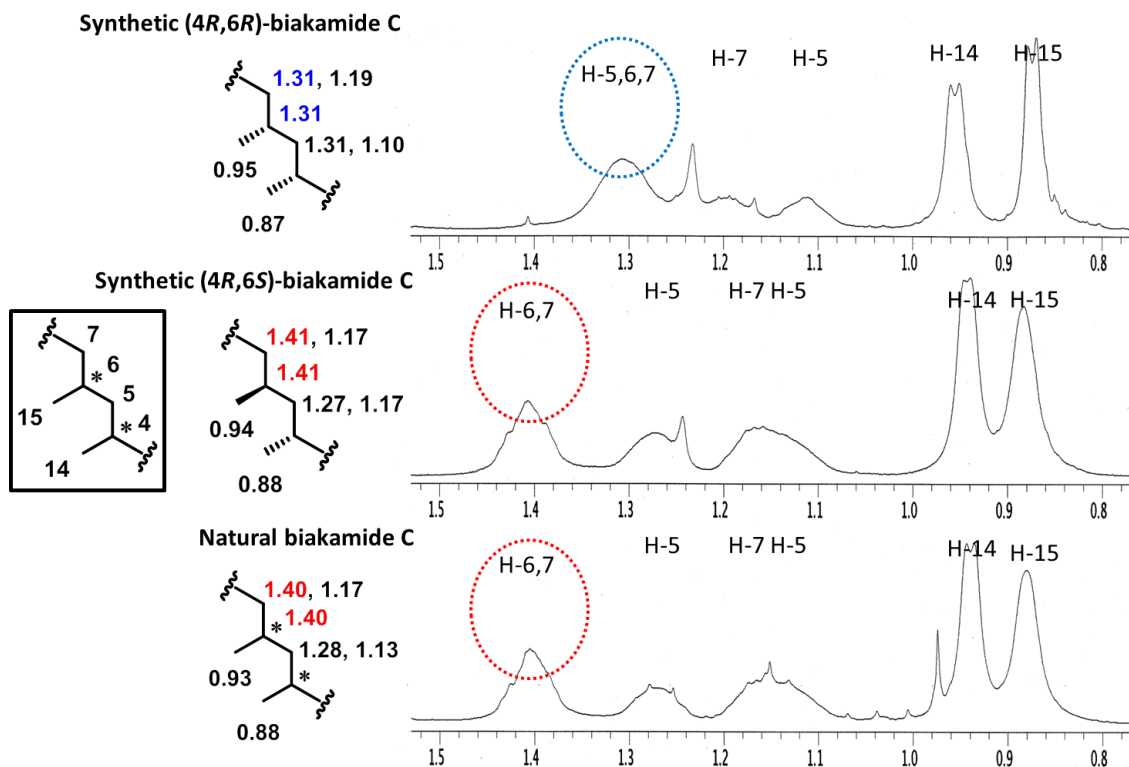 Synthetic (4R,6R)-biakamide C
1.31, 1.19
1.31
1.31, 1.10
0.95
0.87
H-5,6,7
H-7
H-5
H-14
H-15
1.5 1.4 1.3 1.2 1.1 1.0 0.9 0.8
Synthetic (4R,6S)-biakamide C
7
6
*
5
* 4
15
14
1.41, 1.17
1.41
1.27, 1.17
0.94
0.88
H-6,7
H-5
H-7 H-5
H-14
H-15
1.5 1.4 1.3 1.2 1.1 1.0 0.9 0.8
Natural biakamide C
1.40, 1.17
* 1.40
1.28, 1.13
*
0.93
0.88
H-6,7
H-5
H-7 H-5
H-14
H-15
1.5 1.4 1.3 1.2 1.1 1.0 0.9 0.8